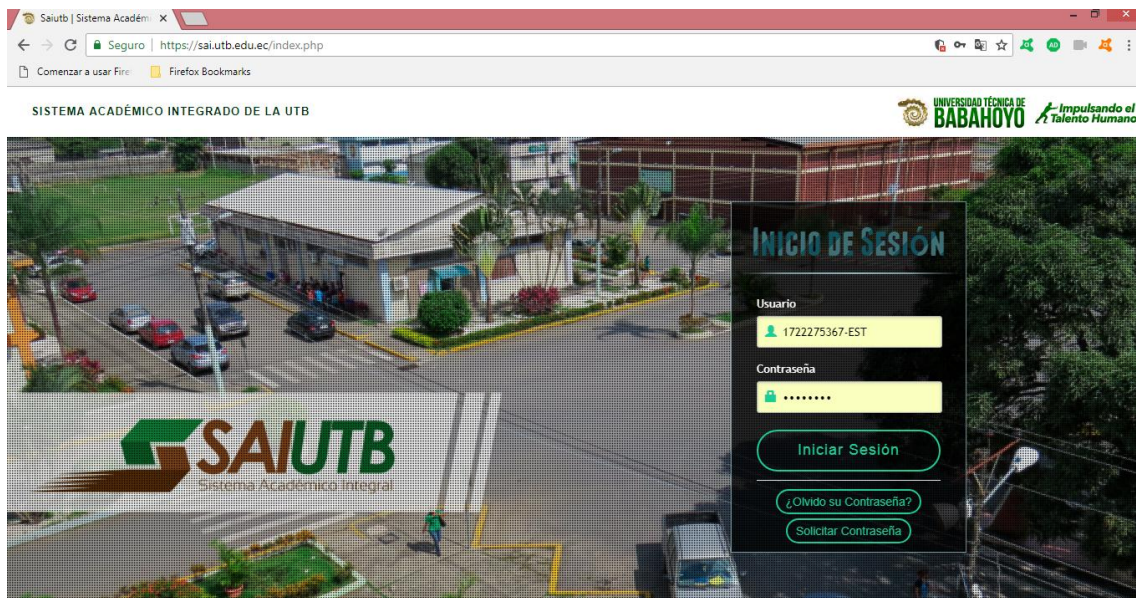 Saiutb | Sistema Académi
Seguro | https://sai.utb.edu.ec/index.php
Comenzar a usar Firef
Firefox Bookmarks
SISTEMA ACADÉMICO INTEGRADO DE LA UTB
UNIVERSIDAD TÉCNICA DE
BABAHOYO
Impulsando el
Talento Humano
INICIO DE SESIÓN
Usuario
1722275367-EST
Contraseña
••••••••
Iniciar Sesión
¿Olvido su Contraseña?
Solicitar Contraseña
SAIUTB
Sistema Académico Integral